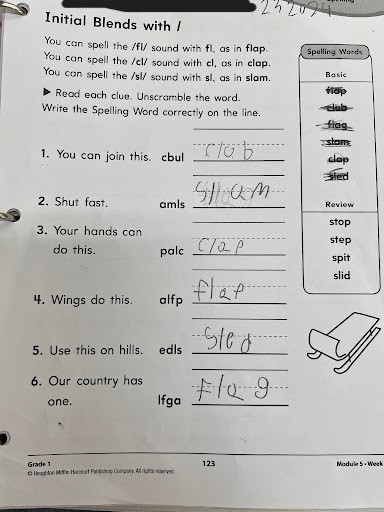 Initial Blends with l
You can spell the /fl/ sound with fl, as in flap.
You can spell the /cl/ sound with cl, as in clap.
You can spell the /sl/ sound with sl, as in slam.
▶ Read each clue. Unscramble the word.
Write the Spelling Word correctly on the line.
1. You can join this. cbul club
2. Shut fast. amls slam
3. Your hands can
do this. palc clap
4. Wings do this. alfp flap
5. Use this on hills. edls sled
6. Our country has
one. lfga Flag
Spelling Words
Basic
flap
club
flag
slam
clap
sled
Review
stop
step
spit
slid
Grade 1
123
Module 5 • Week
© Houghton Mifflin Harcourt Publishing Company. All rights reserved.